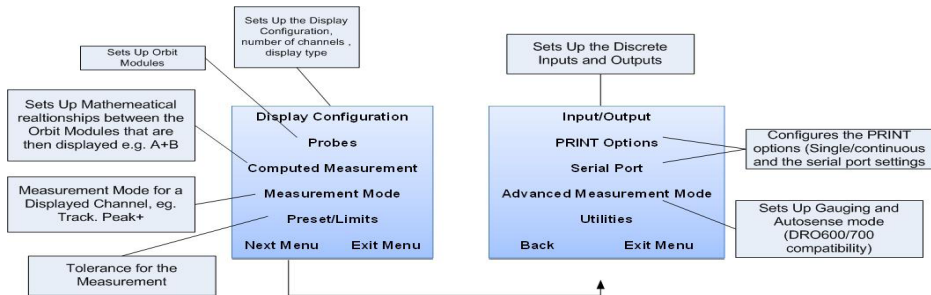 Sets Up the Display
Configuration,
number of channels ,
display type
Sets Up Orbit
Modules
Sets Up Mathemeatical
realtionships between the
Orbit Modules that are
then displayed e.g. A+B
Measurement Mode for a
Displayed Channel, eg.
Track. Peak+
Tolerance for the
Measurement
Display Configuration
Probes
Computed Measurement
Measurement Mode
Preset/Limits
Next Menu Exit Menu
Sets Up the Discrete
Inputs and Outputs
Input/Output
PRINT Options
Serial Port
Advanced Measurement Mode
Utilities
Back Exit Menu
Configures the PRINT
options (Single/continuous
and the serial port settings
Sets Up Gauging and
Autosense mode
(DRO600/700
compatibility)